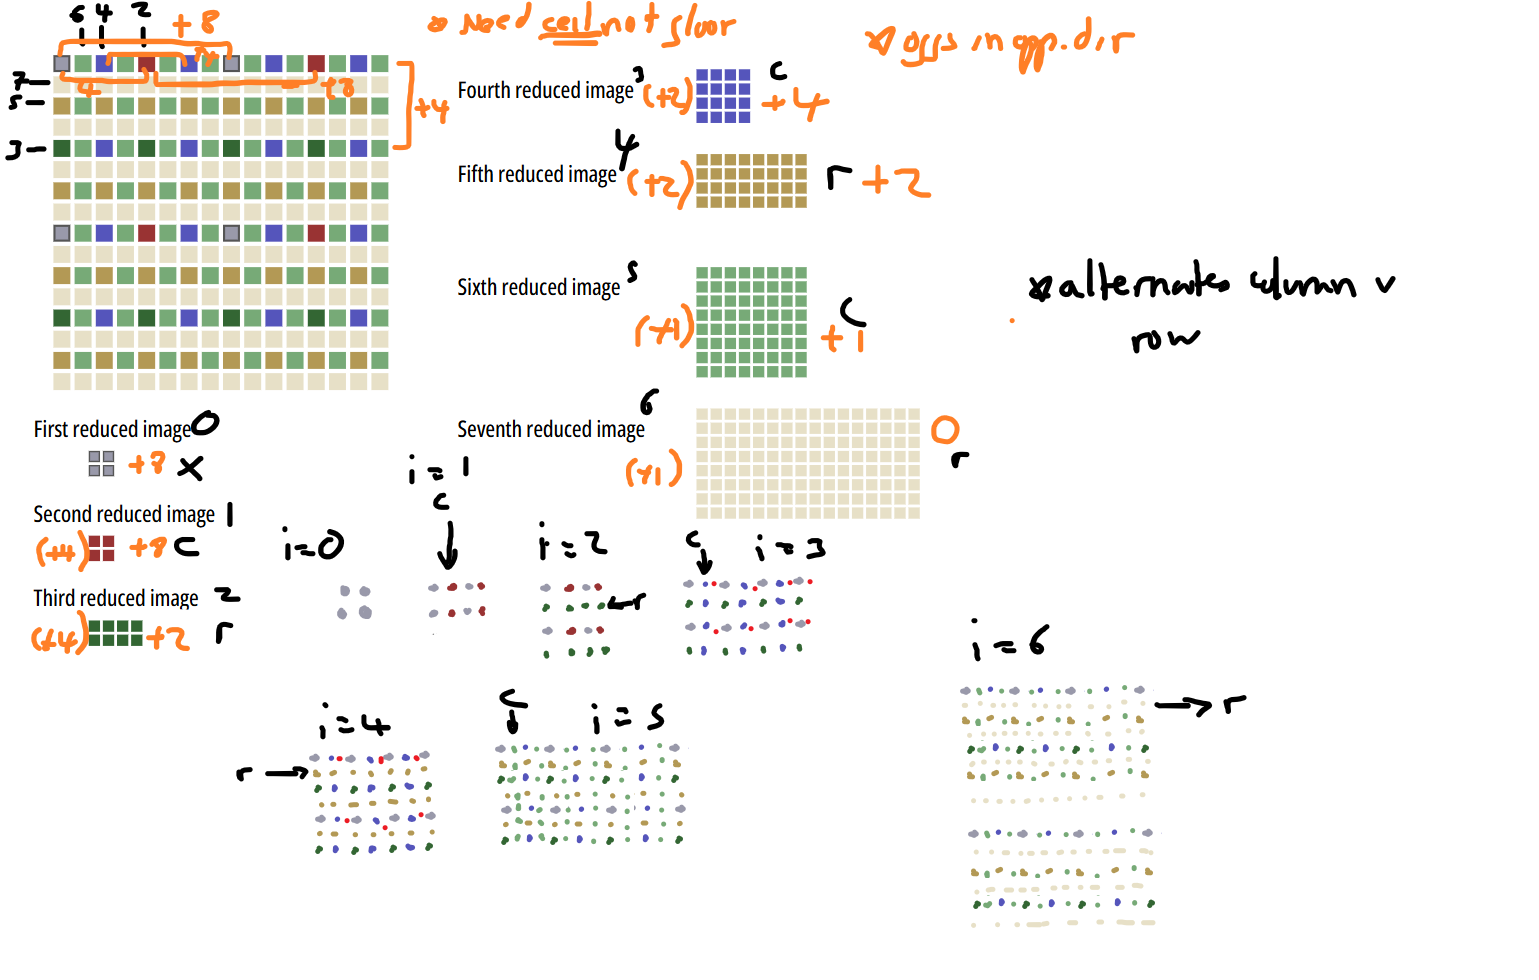 6 4 2 +8
* Need ceil not floor
* offs in opp. dir
7
5
3
4
+8
+4
Fourth reduced image 3 (+2) C +4
Fifth reduced image 4 (+2) r +2
Sixth reduced image 5 (+1) C +1
* alternates column v
row
First reduced image 0
+8 X
Seventh reduced image 6 (+1) 0 r
Second reduced image 1
(+4) +8 C
Third reduced image 2
(+4) +2 r
i=0
i=1
C
i=2
r
C i=3
i=4
r
C i=5
i=6
r